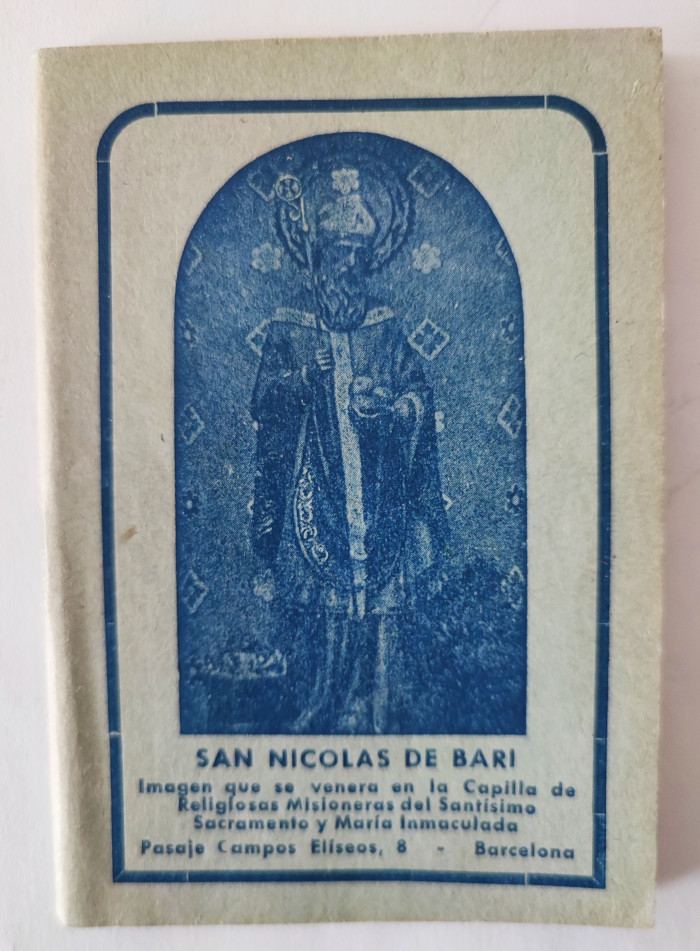 SAN NICOLAS DE BARI
Imagen que se venera en la Capilla de
Religiosas Misioneras del Santísimo
Sacramento y María Inmaculada
Pasaje Campos Elíseos, 8 - Barcelona